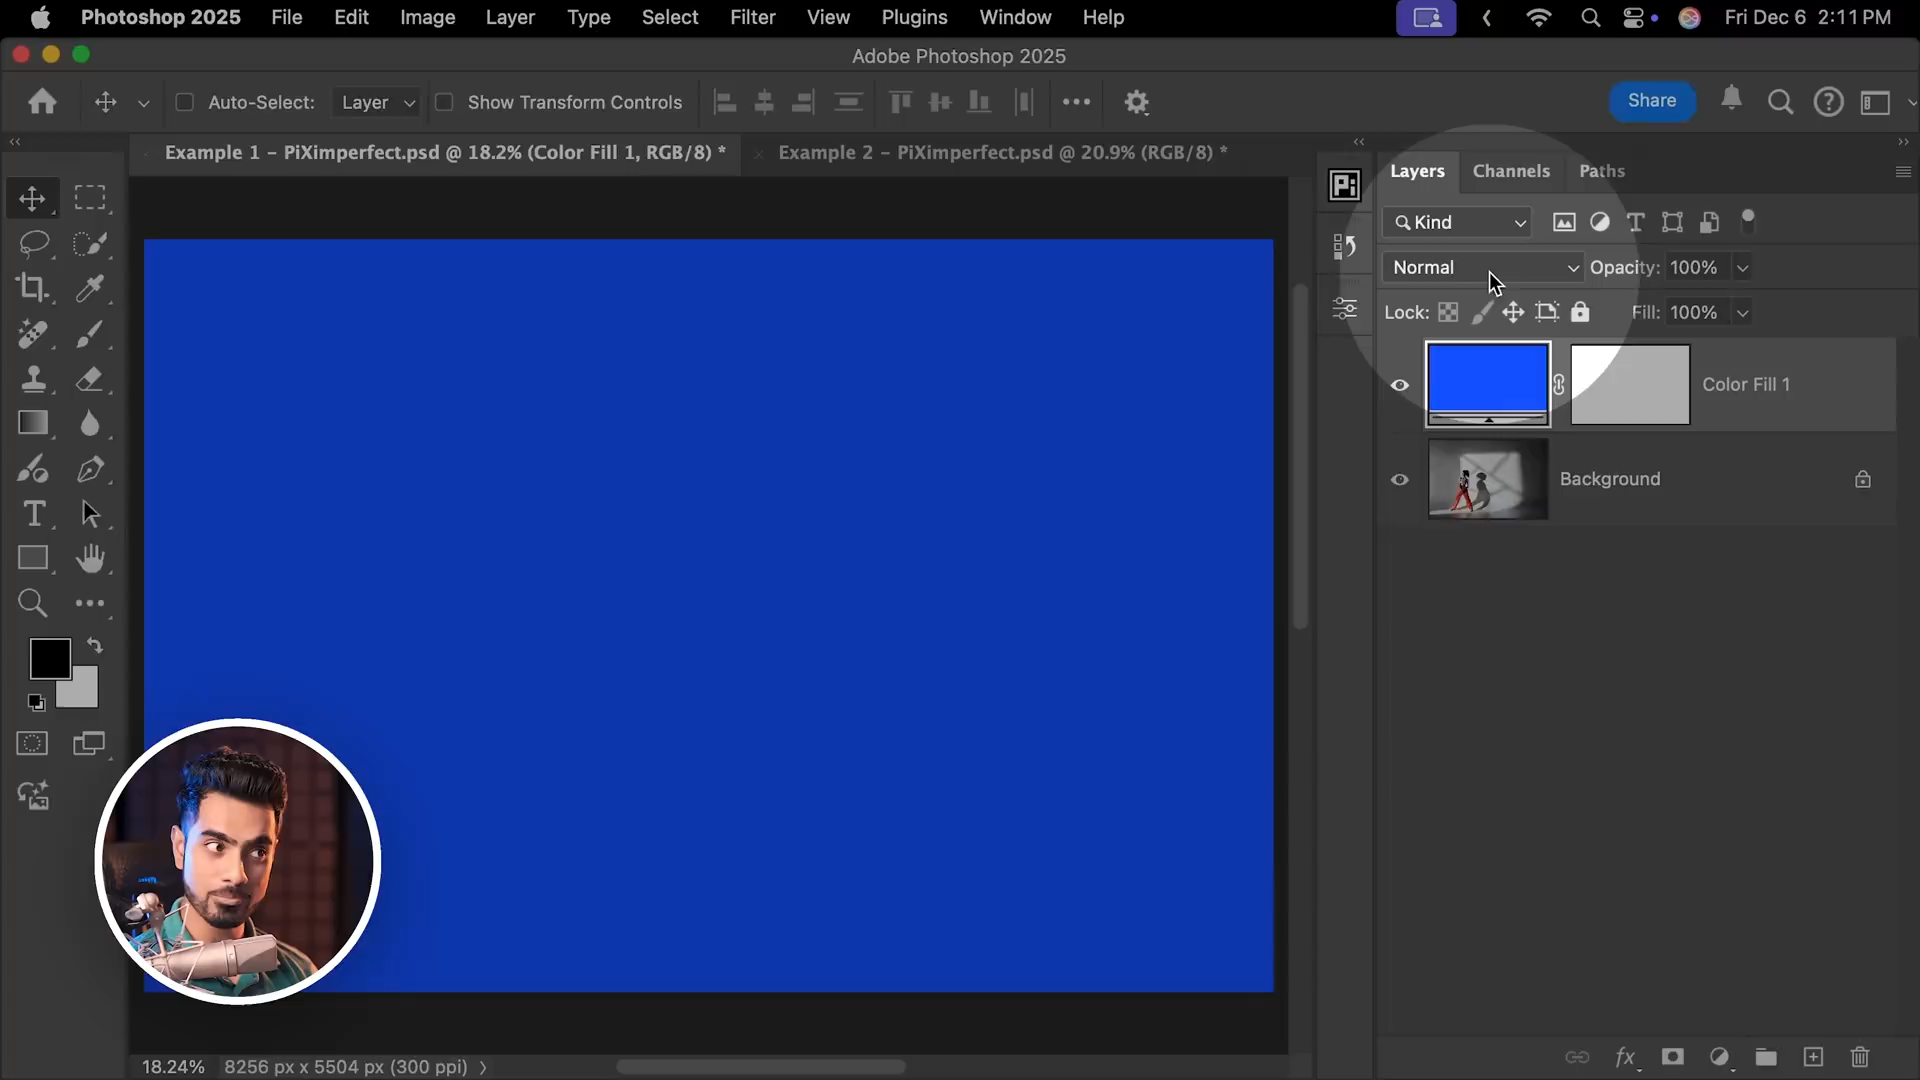 Photoshop 2025 File Edit Image Layer Type Select Filter View Plugins Window Help Fri Dec 6 2:11 PM
Adobe Photoshop 2025
Auto-Select: Layer Show Transform Controls Share
Example 1 – PiXimperfect.psd @ 18.2% (Color Fill 1, RGB/8) * Example 2 – PiXimperfect.psd @ 20.9% (RGB/8) *
Layers Channels Paths
Pi
Kind
Normal Opacity: 100%
Lock: Fill: 100%
Color Fill 1
Background
18.24% 8256 px x 5504 px (300 ppi)
fx